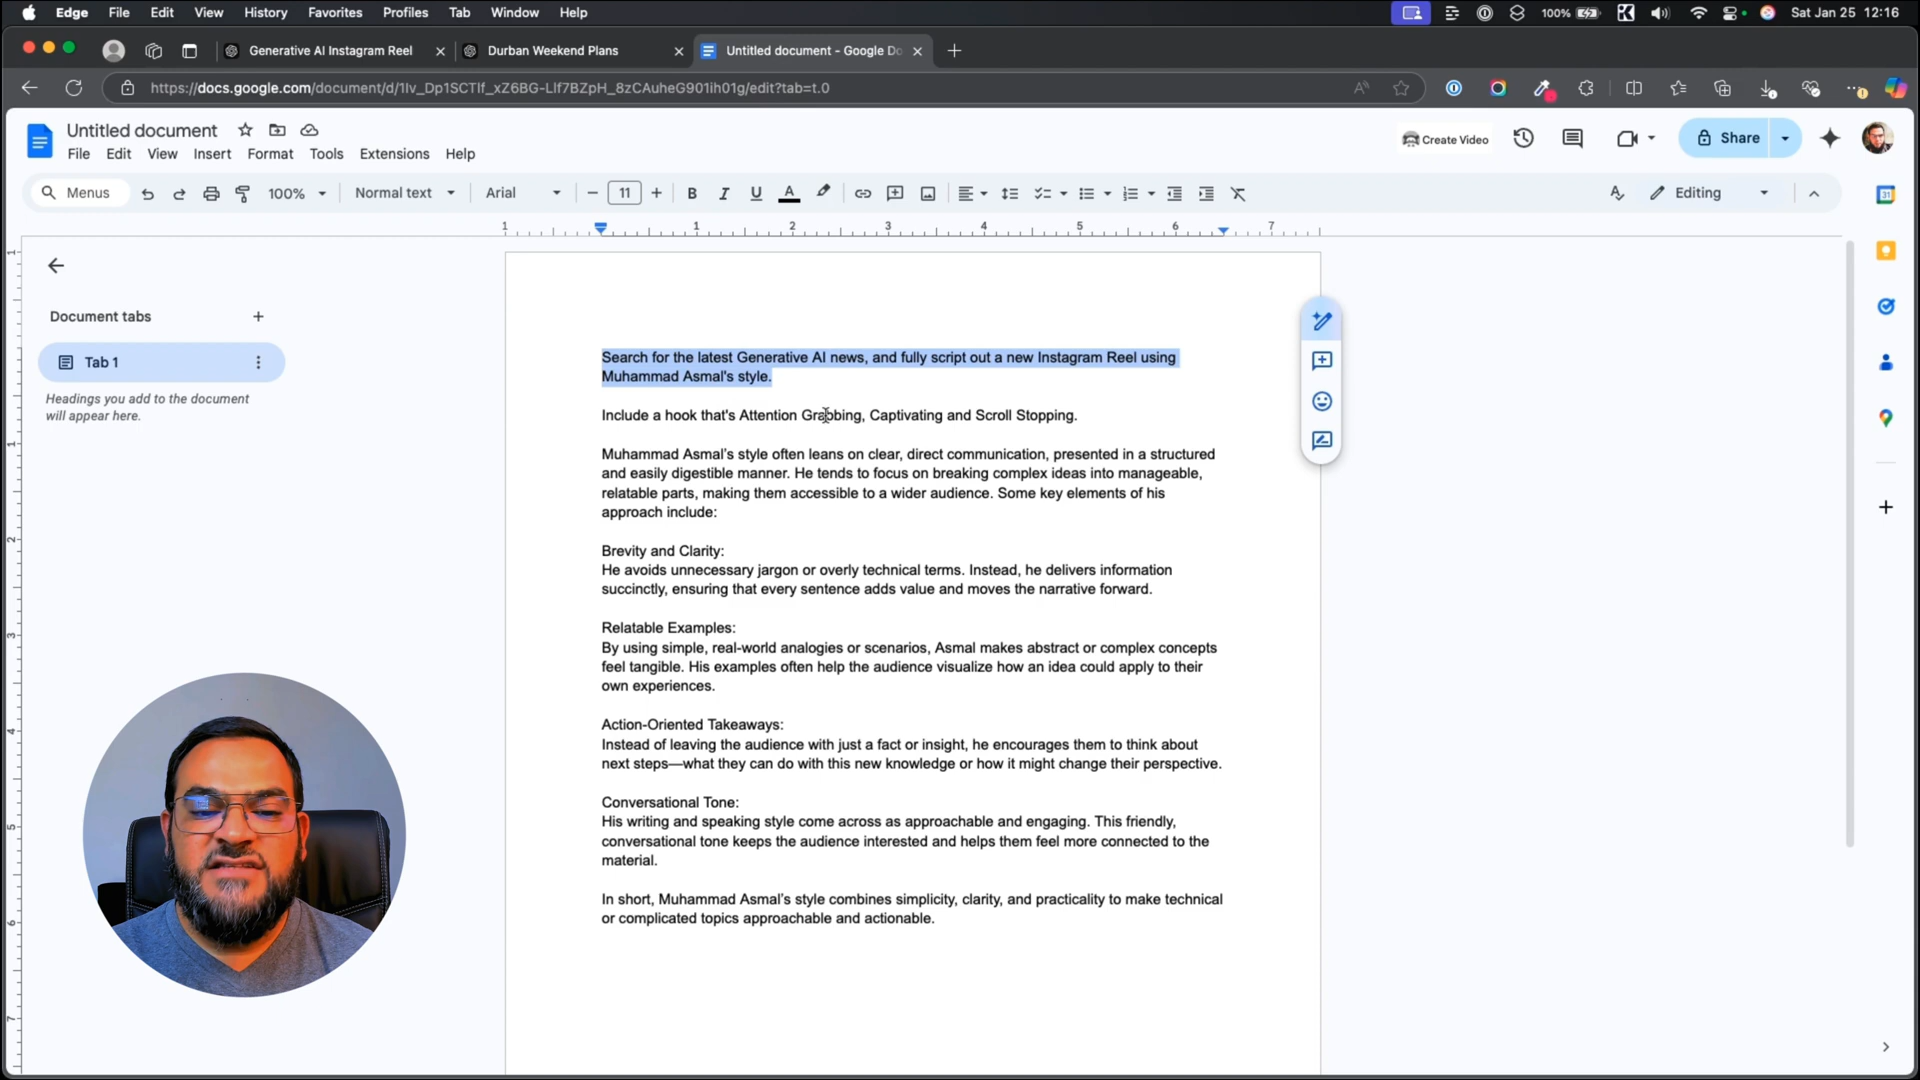 Edge File Edit View History Favorites Profiles Tab Window Help 100% Sat Jan 25 12:16
Generative AI Instagram Reel Durban Weekend Plans Untitled document - Google Do
https://docs.google.com/document/d/1Iv_Dp1SCTIf_xZ6BG-LIf7BZpH_8zCAuheG901ih01g/edit?tab=t.0
Untitled document
Create Video Share
File Edit View Insert Format Tools Extensions Help
Menus 100% Normal text Arial 11 B I U A Editing
1 1 2 3 4 5 6 7
Document tabs
Tab 1
Headings you add to the document
will appear here.
Search for the latest Generative AI news, and fully script out a new Instagram Reel using
Muhammad Asmal's style.
Include a hook that's Attention Grabbing, Captivating and Scroll Stopping.
Muhammad Asmal's style often leans on clear, direct communication, presented in a structured
and easily digestible manner. He tends to focus on breaking complex ideas into manageable,
relatable parts, making them accessible to a wider audience. Some key elements of his
approach include:
Brevity and Clarity:
He avoids unnecessary jargon or overly technical terms. Instead, he delivers information
succinctly, ensuring that every sentence adds value and moves the narrative forward.
Relatable Examples:
By using simple, real-world analogies or scenarios, Asmal makes abstract or complex concepts
feel tangible. His examples often help the audience visualize how an idea could apply to their
own experiences.
Action-Oriented Takeaways:
Instead of leaving the audience with just a fact or insight, he encourages them to think about
next steps—what they can do with this new knowledge or how it might change their perspective.
Conversational Tone:
His writing and speaking style come across as approachable and engaging. This friendly,
conversational tone keeps the audience interested and helps them feel more connected to the
material.
In short, Muhammad Asmal's style combines simplicity, clarity, and practicality to make technical
or complicated topics approachable and actionable.